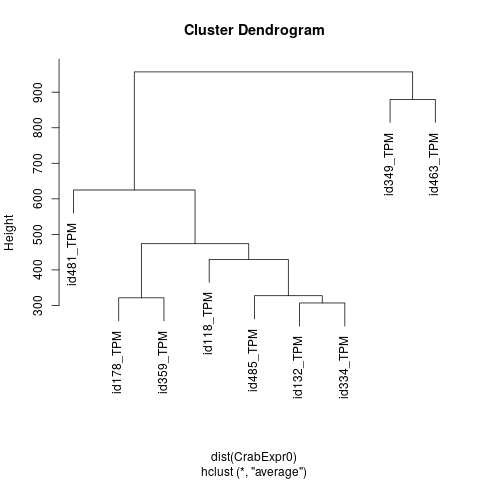 Cluster Dendrogram
Height
900
800
700
600
500
400
300
id481_TPM
id178_TPM
id359_TPM
id118_TPM
id485_TPM
id132_TPM
id334_TPM
id349_TPM
id463_TPM
dist(CrabExpr0)
hclust (*, "average")